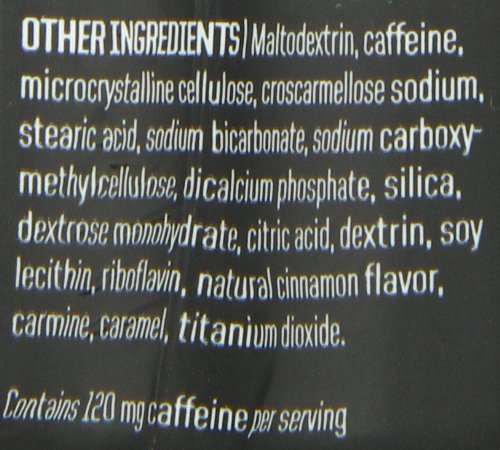 OTHER INGREDIENTS| Maltodextrin, caffeine,
microcrystalline cellulose, croscarmellose sodium,
stearic acid, sodium bicarbonate, sodium carboxy-
methylcellulose, dicalcium phosphate, silica,
dextrose monohydrate, citric acid, dextrin, soy
lecithin, riboflavin, natural cinnamon flavor,
carmine, caramel, titanium dioxide.
Contains 120 mg caffeine per serving